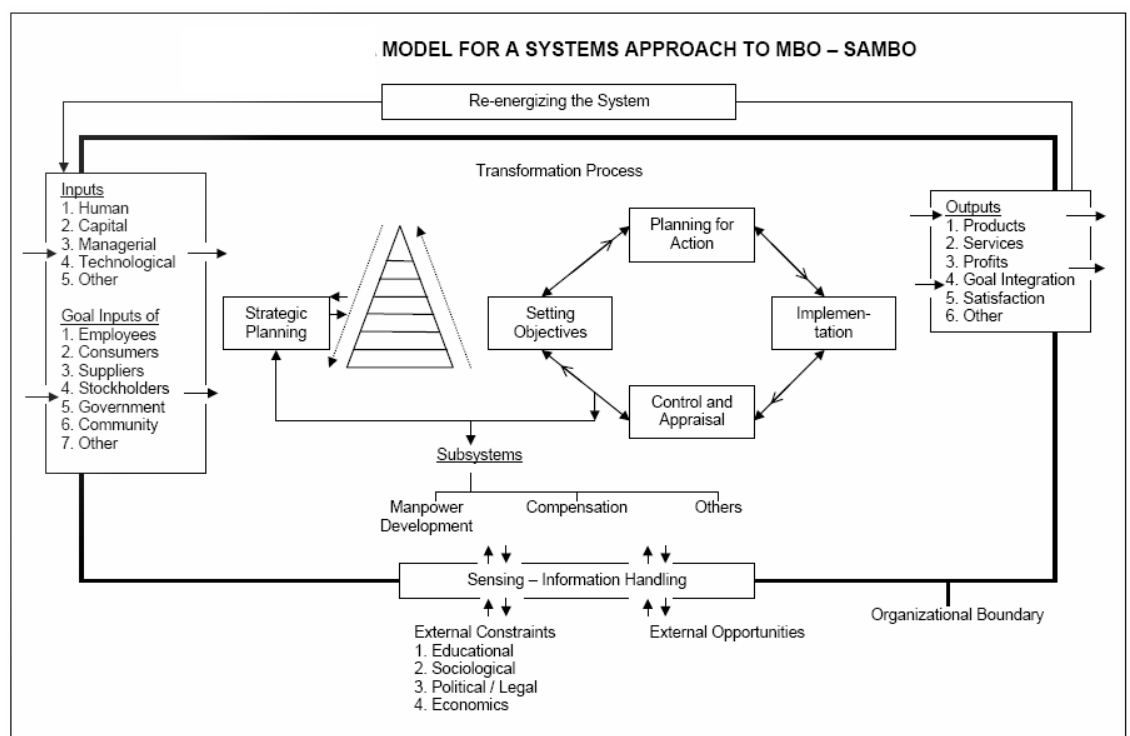 MODEL FOR A SYSTEMS APPROACH TO MBO – SAMBO
Re-energizing the System
Transformation Process
Inputs
1. Human
2. Capital
3. Managerial
4. Technological
5. Other
Goal Inputs of
1. Employees
2. Consumers
3. Suppliers
4. Stockholders
5. Government
6. Community
7. Other
Strategic
Planning
Setting
Objectives
Planning for
Action
Implemen-
tation
Control and
Appraisal
Outputs
1. Products
2. Services
3. Profits
4. Goal Integration
5. Satisfaction
6. Other
Subsystems
Manpower
Development
Compensation
Others
Sensing – Information Handling
Organizational Boundary
External Constraints
1. Educational
2. Sociological
3. Political / Legal
4. Economics
External Opportunities